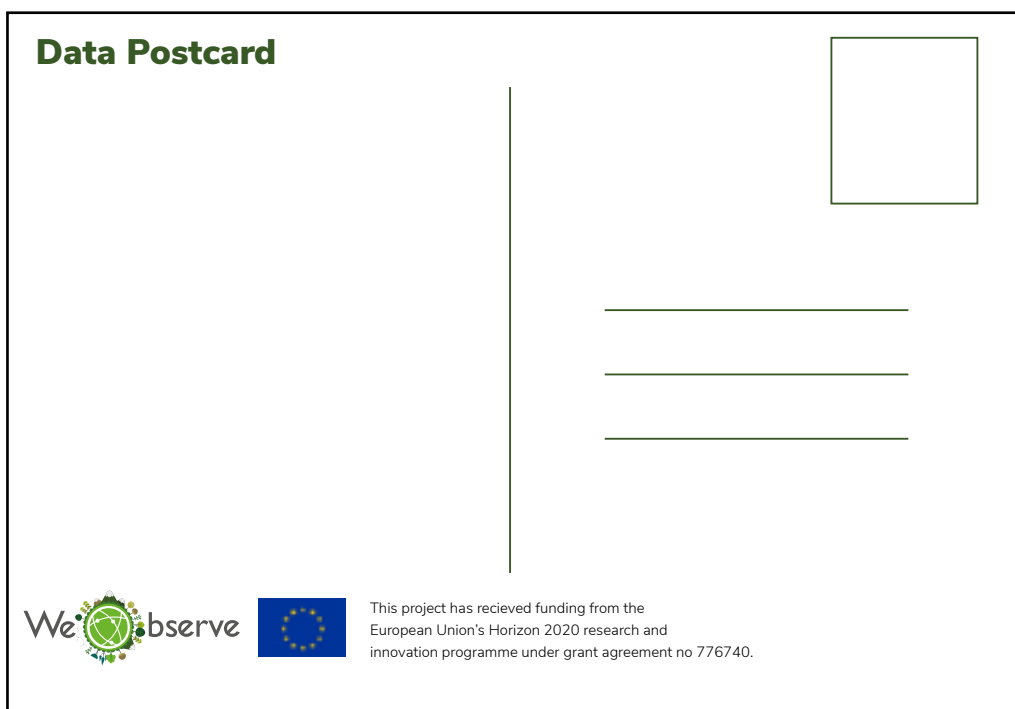 Data Postcard
We bserve
This project has recieved funding from the
European Union's Horizon 2020 research and
innovation programme under grant agreement no 776740.